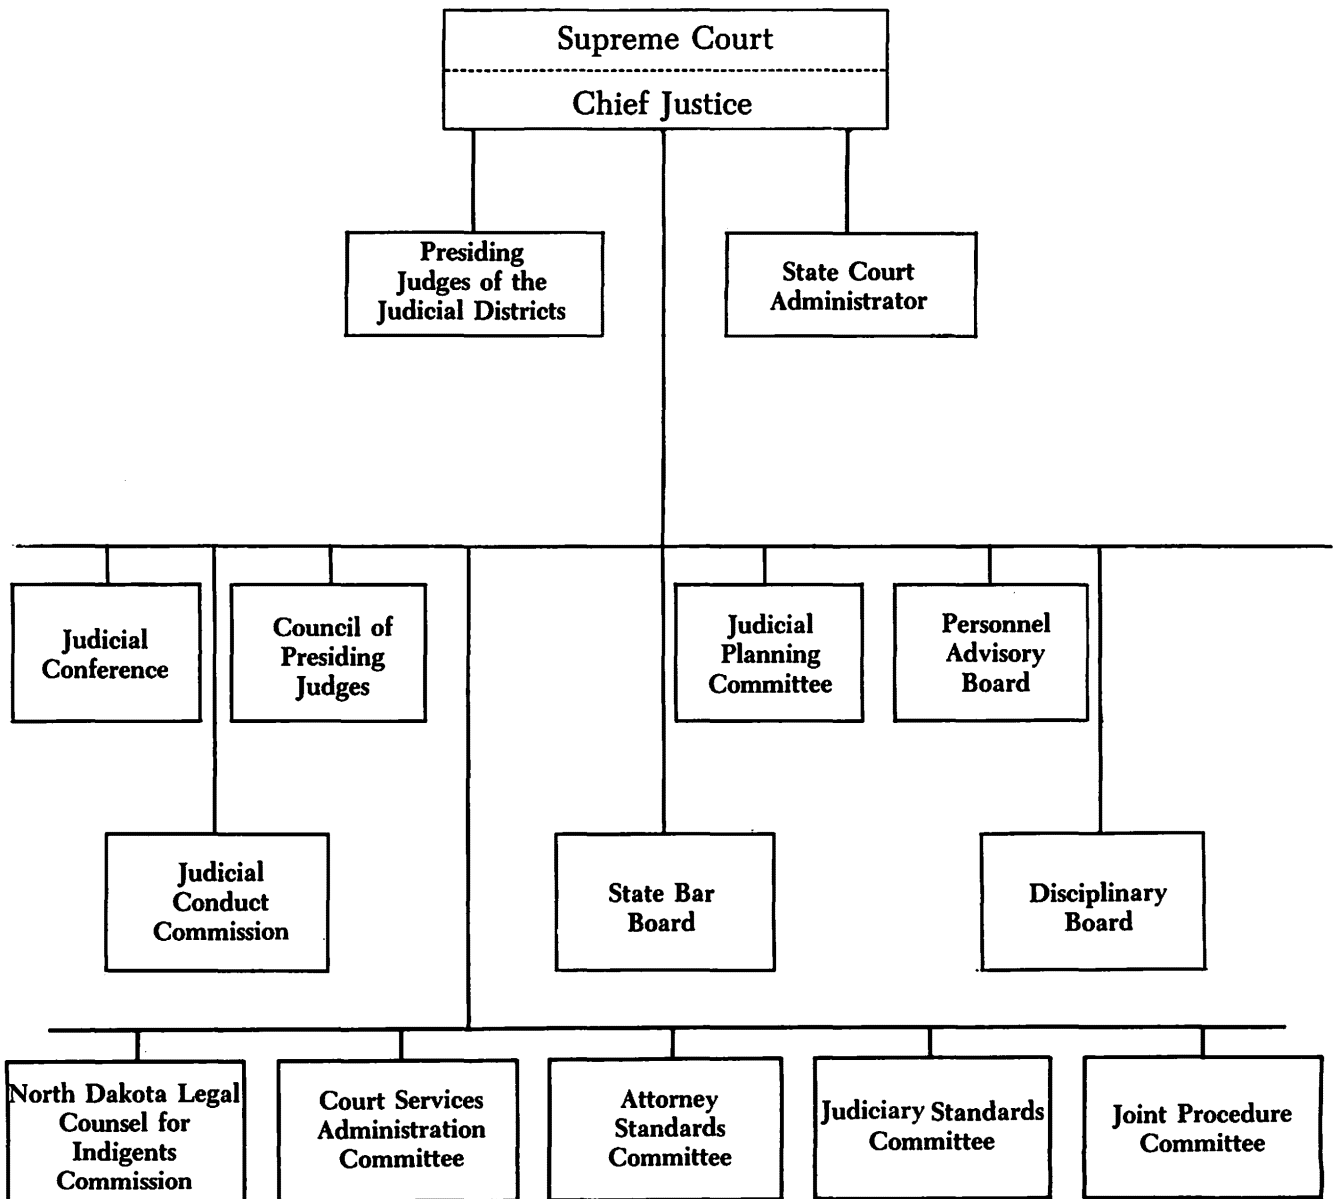 Supreme Court
Chief Justice
Presiding
Judges of the
Judicial Districts
State Court
Administrator
Judicial
Conference
Council of
Presiding
Judges
Judicial
Planning
Committee
Personnel
Advisory
Board
Judicial
Conduct
Commission
State Bar
Board
Disciplinary
Board
North Dakota Legal
Counsel for
Indigents
Commission
Court Services
Administration
Committee
Attorney
Standards
Committee
Judiciary Standards
Committee
Joint Procedure
Committee